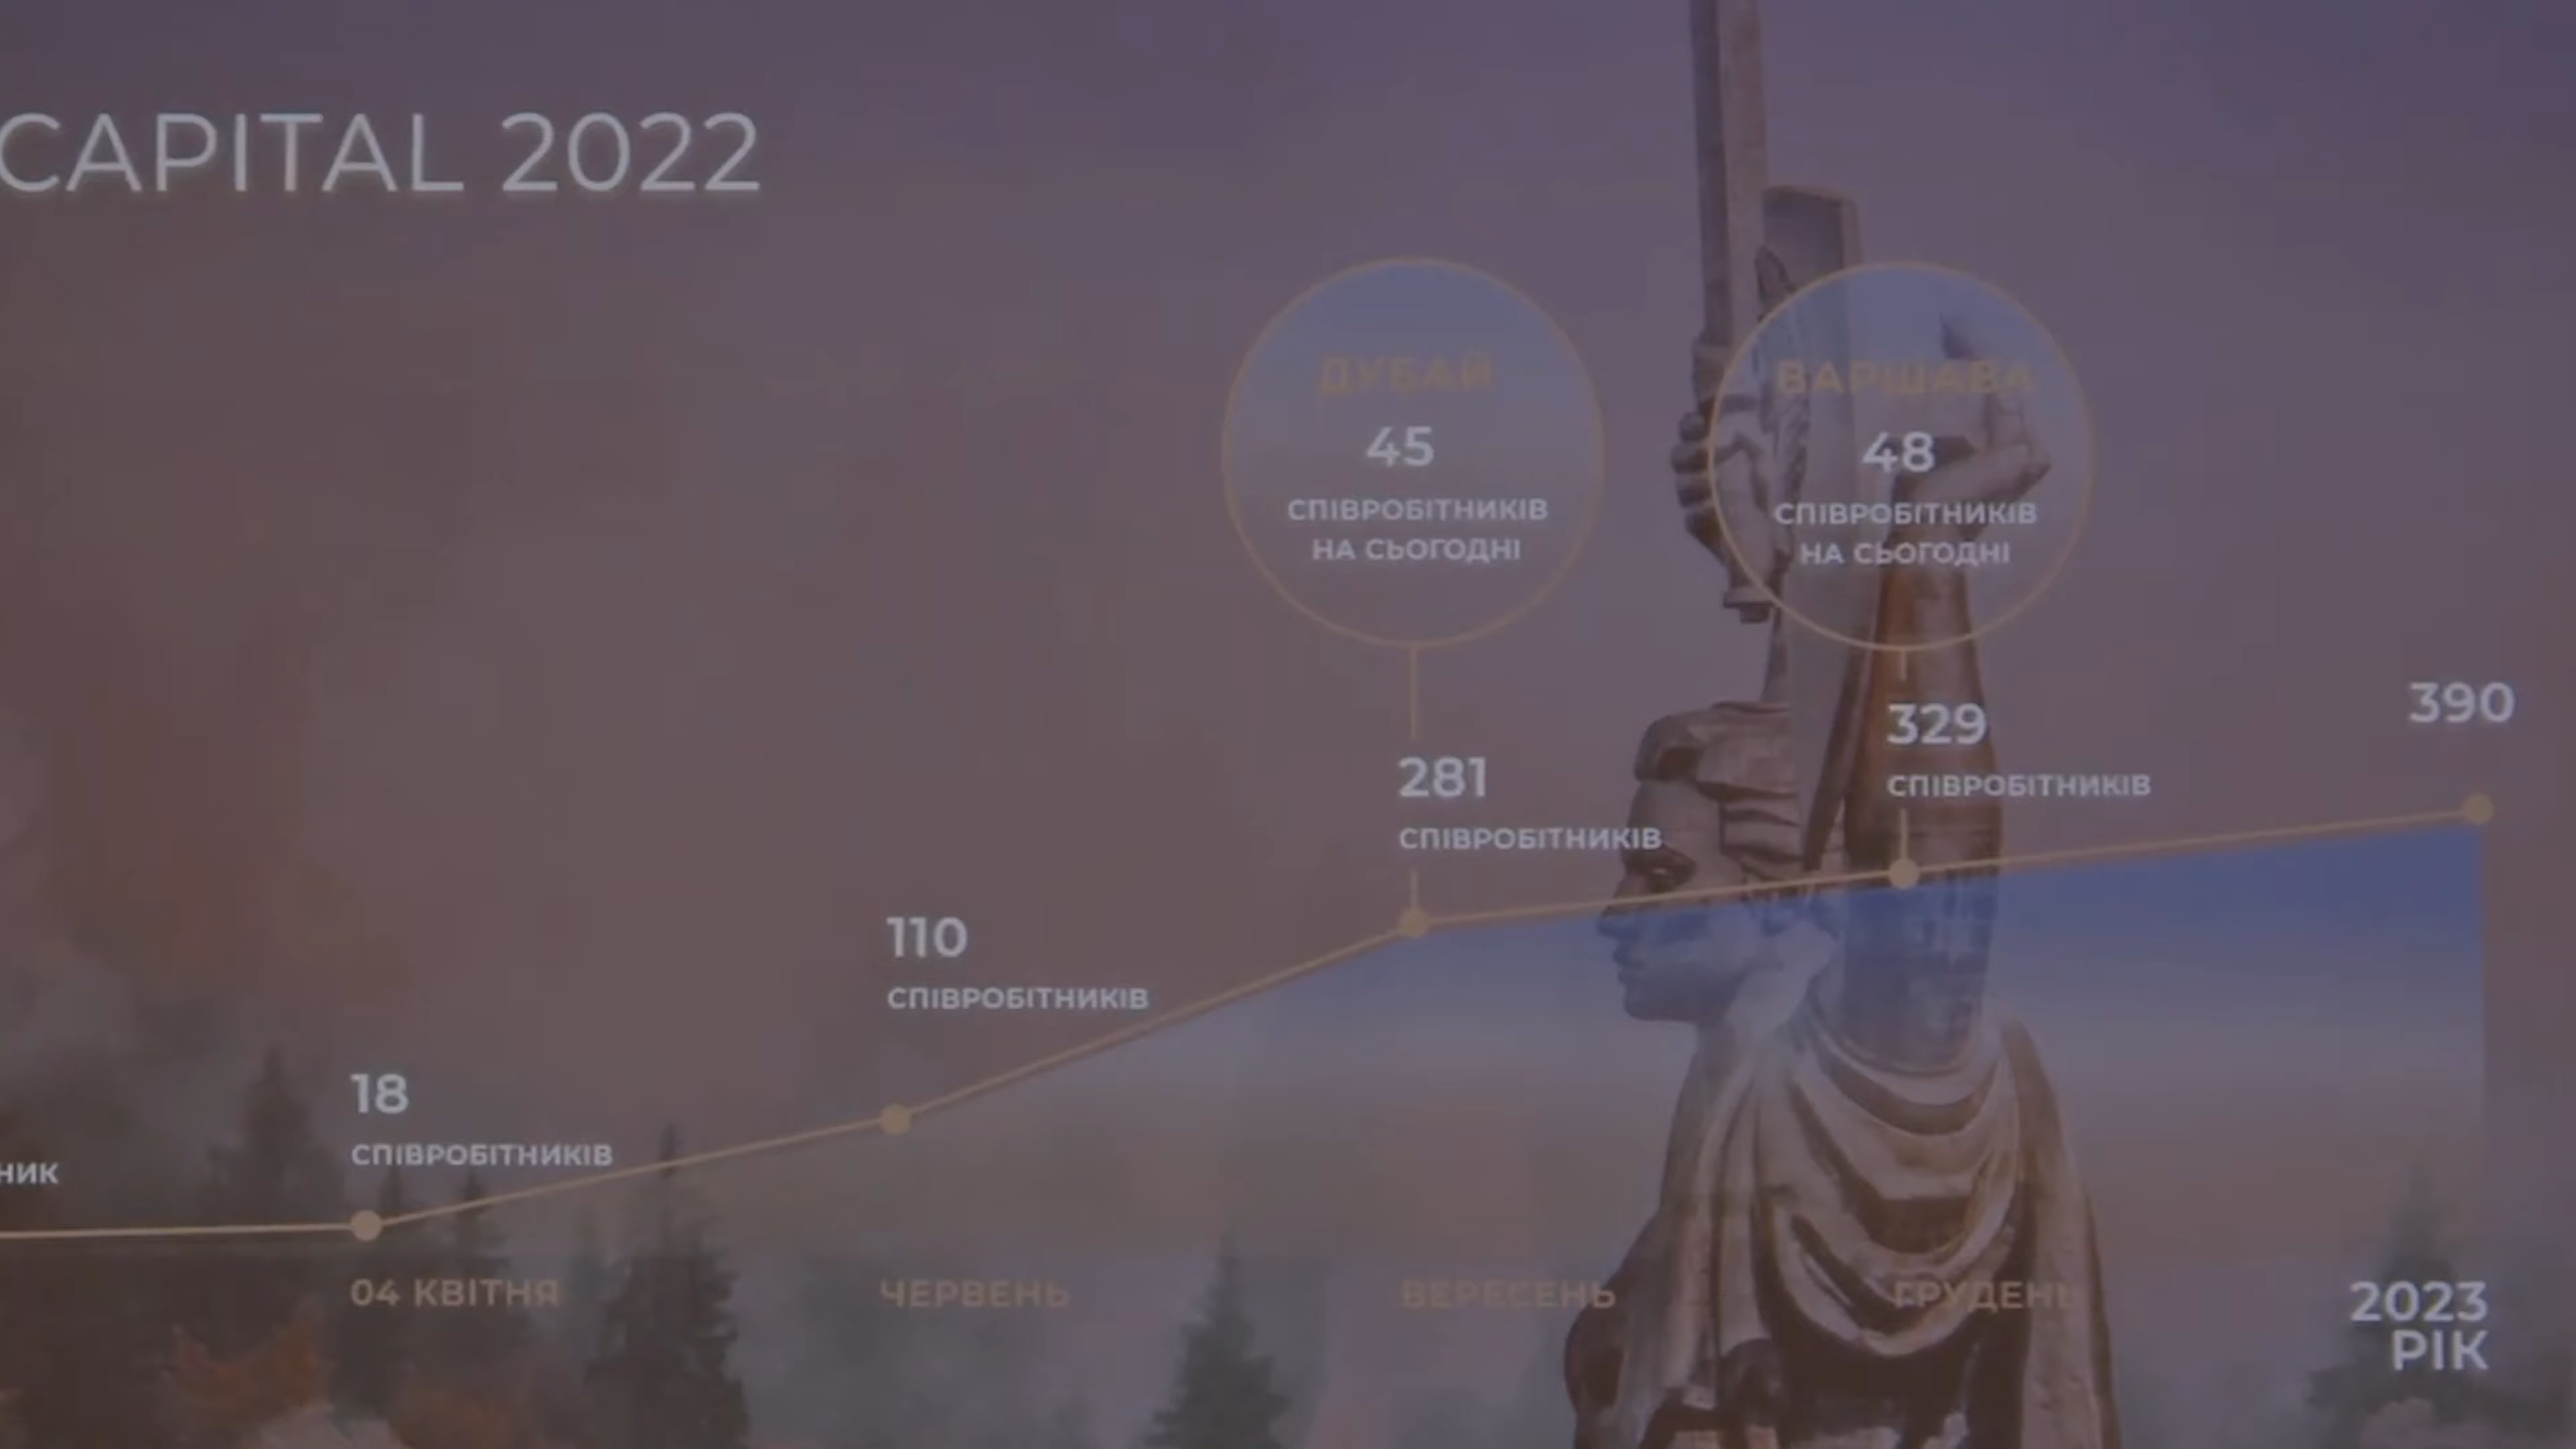 CAPITAL 2022
ДУБАЙ
45
СПІВРОБІТНИКІВ
НА СЬОГОДНІ
ВАРШАВА
48
СПІВРОБІТНИКІВ
НА СЬОГОДНІ
390
329
СПІВРОБІТНИКІВ
281
СПІВРОБІТНИКІВ
110
СПІВРОБІТНИКІВ
18
СПІВРОБІТНИКІВ
НИК
04 КВІТНЯ
ЧЕРВЕНЬ
ВЕРЕСЕНЬ
ГРУДЕНЬ
2023
РІК